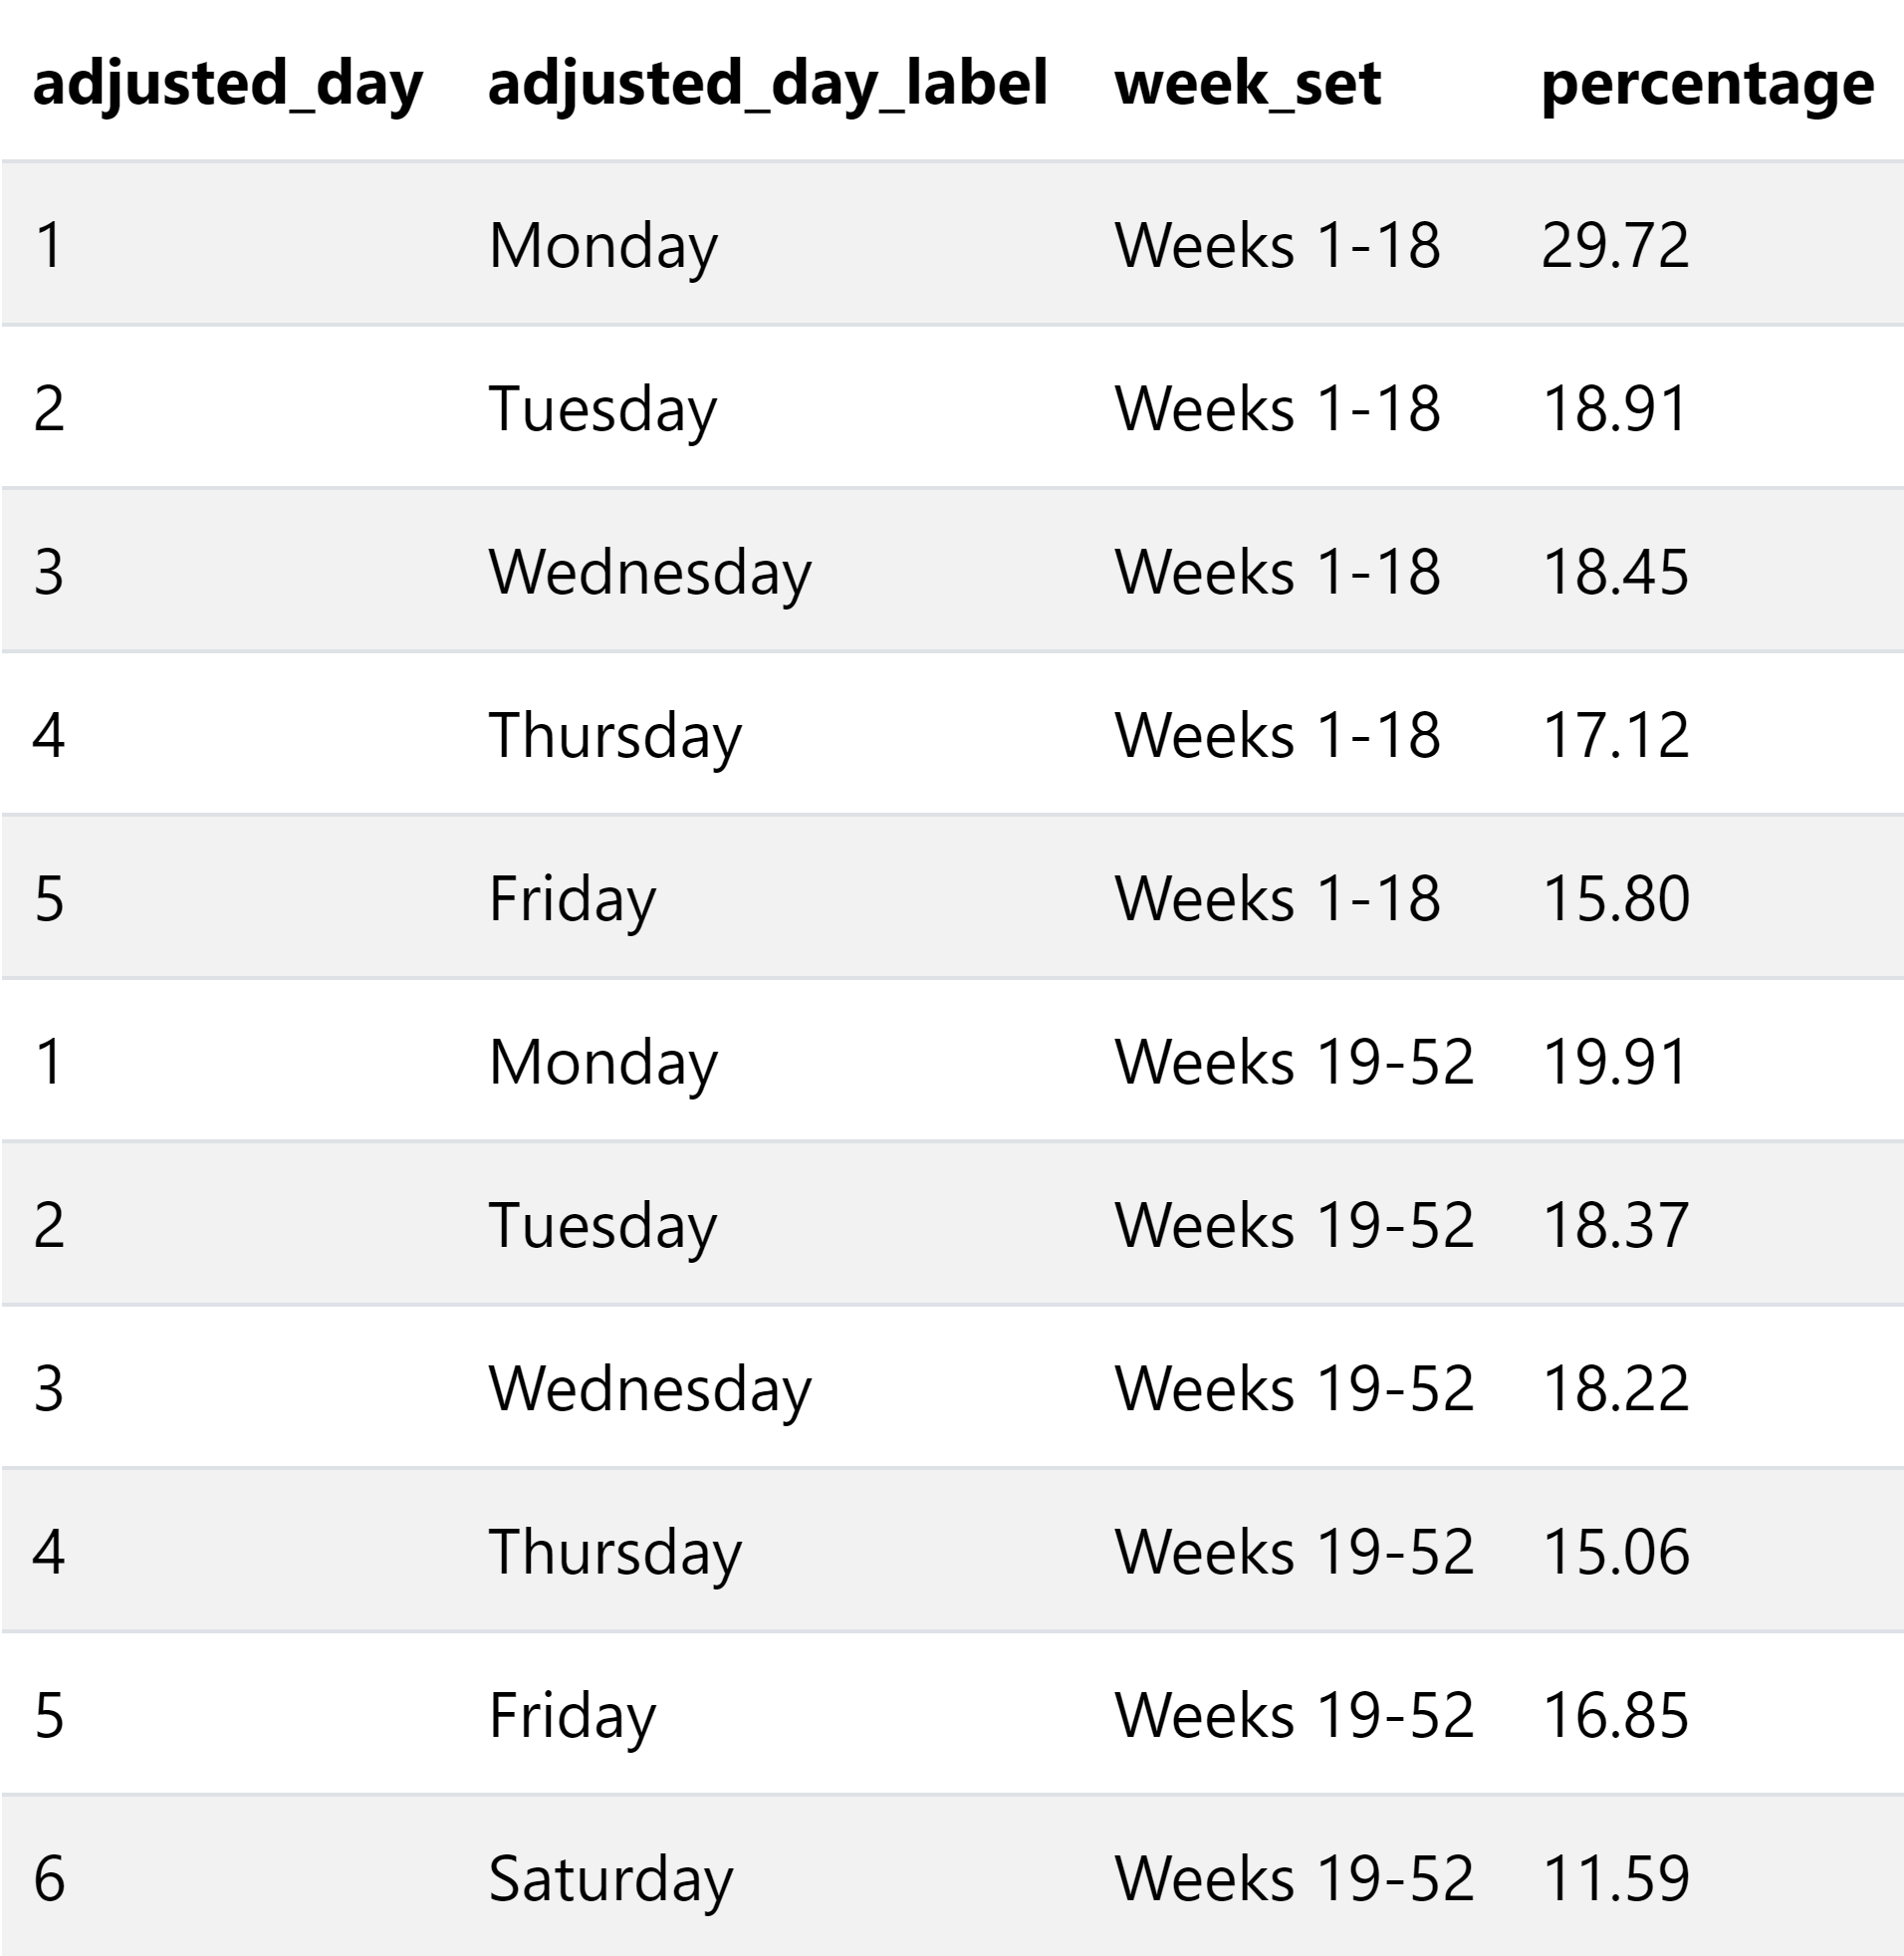 adjusted_day adjusted_day_label week_set percentage
1 Monday Weeks 1-18 29.72
2 Tuesday Weeks 1-18 18.91
3 Wednesday Weeks 1-18 18.45
4 Thursday Weeks 1-18 17.12
5 Friday Weeks 1-18 15.80
1 Monday Weeks 19-52 19.91
2 Tuesday Weeks 19-52 18.37
3 Wednesday Weeks 19-52 18.22
4 Thursday Weeks 19-52 15.06
5 Friday Weeks 19-52 16.85
6 Saturday Weeks 19-52 11.59